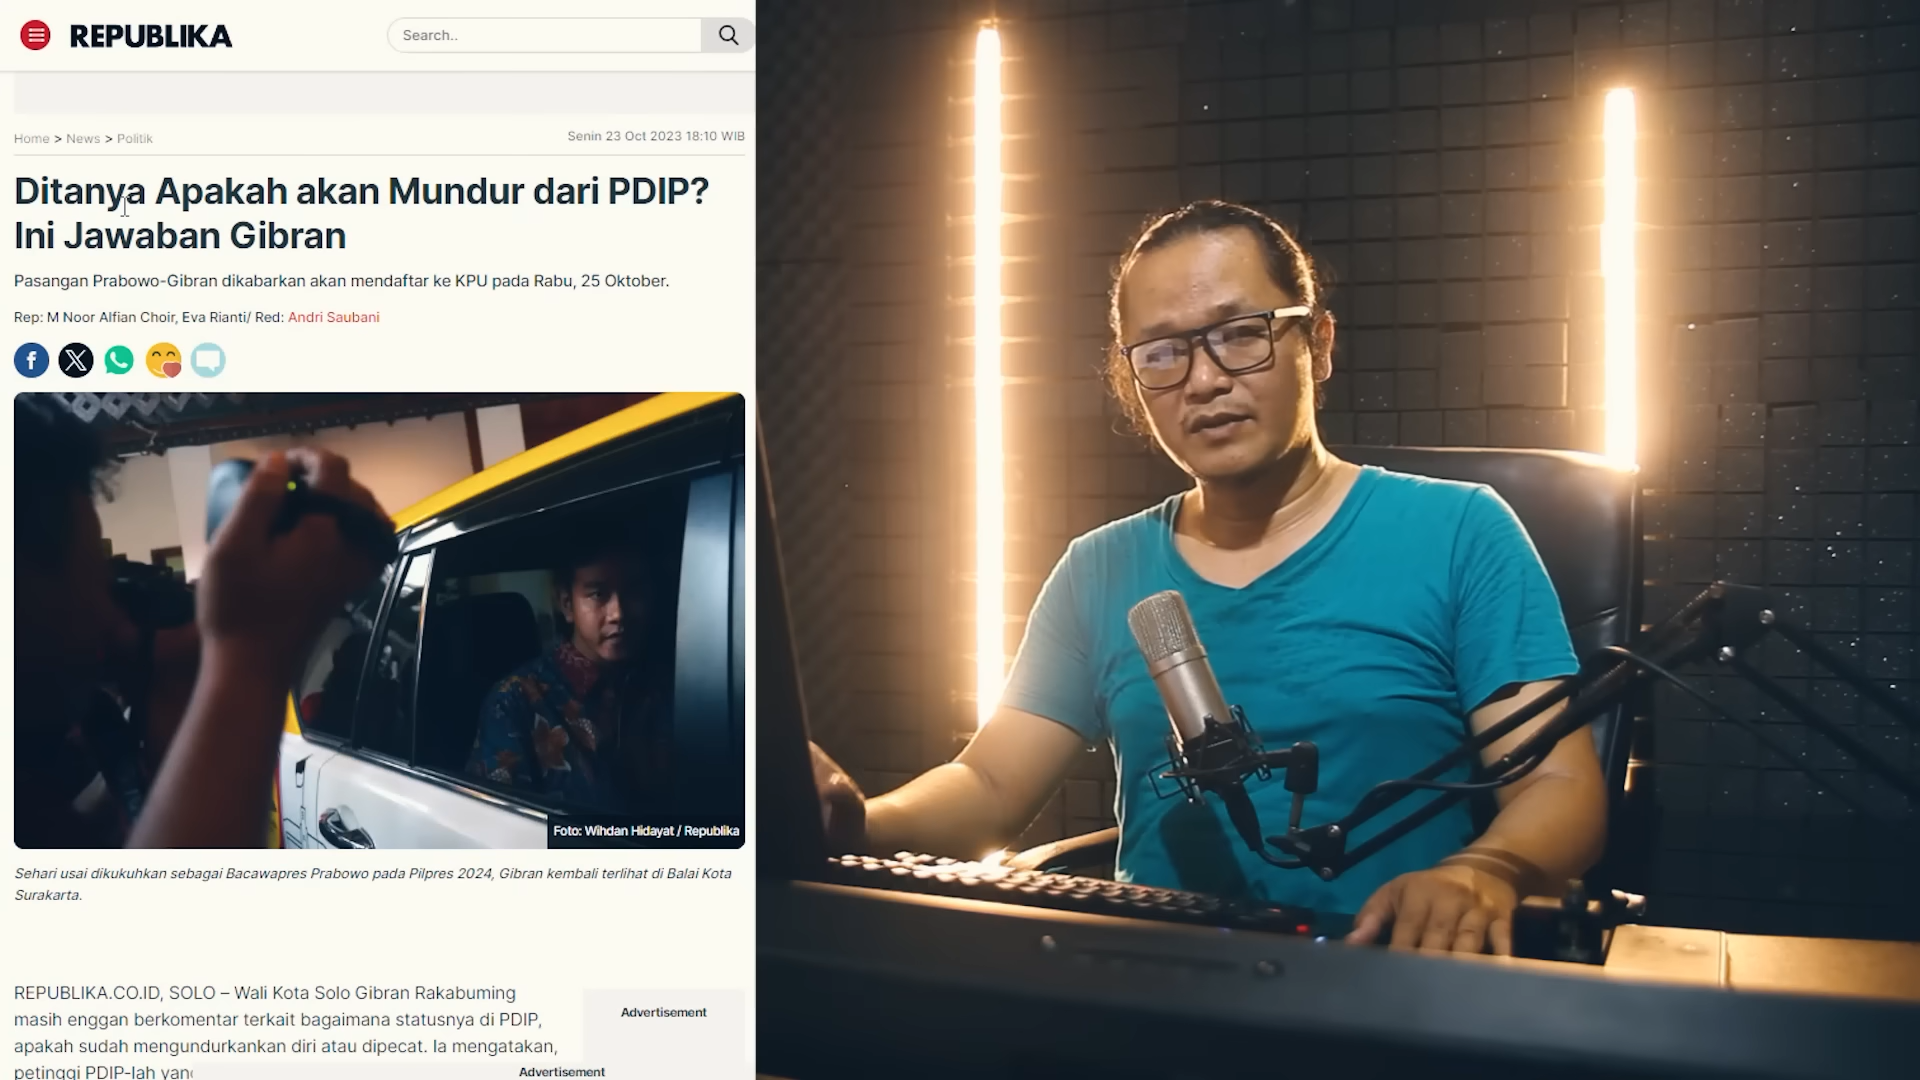 REPUBLIKA
Search..
Home > News > Politik
Senin 23 Oct 2023 18:10 WIB
Ditanya Apakah akan Mundur dari PDIP?
Ini Jawaban Gibran
Pasangan Prabowo-Gibran dikabarkan akan mendaftar ke KPU pada Rabu, 25 Oktober.
Rep: M Noor Alfian Choir, Eva Rianti/ Red: Andri Saubani
Foto: Wihdan Hidayat / Republika
Sehari usai dikukuhkan sebagai Bacawapres Prabowo pada Pilpres 2024, Gibran kembali terlihat di Balai Kota
Surakarta.
REPUBLIKA.CO.ID, SOLO – Wali Kota Solo Gibran Rakabuming
masih enggan berkomentar terkait bagaimana statusnya di PDIP,
apakah sudah mengundurkankan diri atau dipecat. Ia mengatakan,
petinggi PDIP-lah
Advertisement
Advertisement